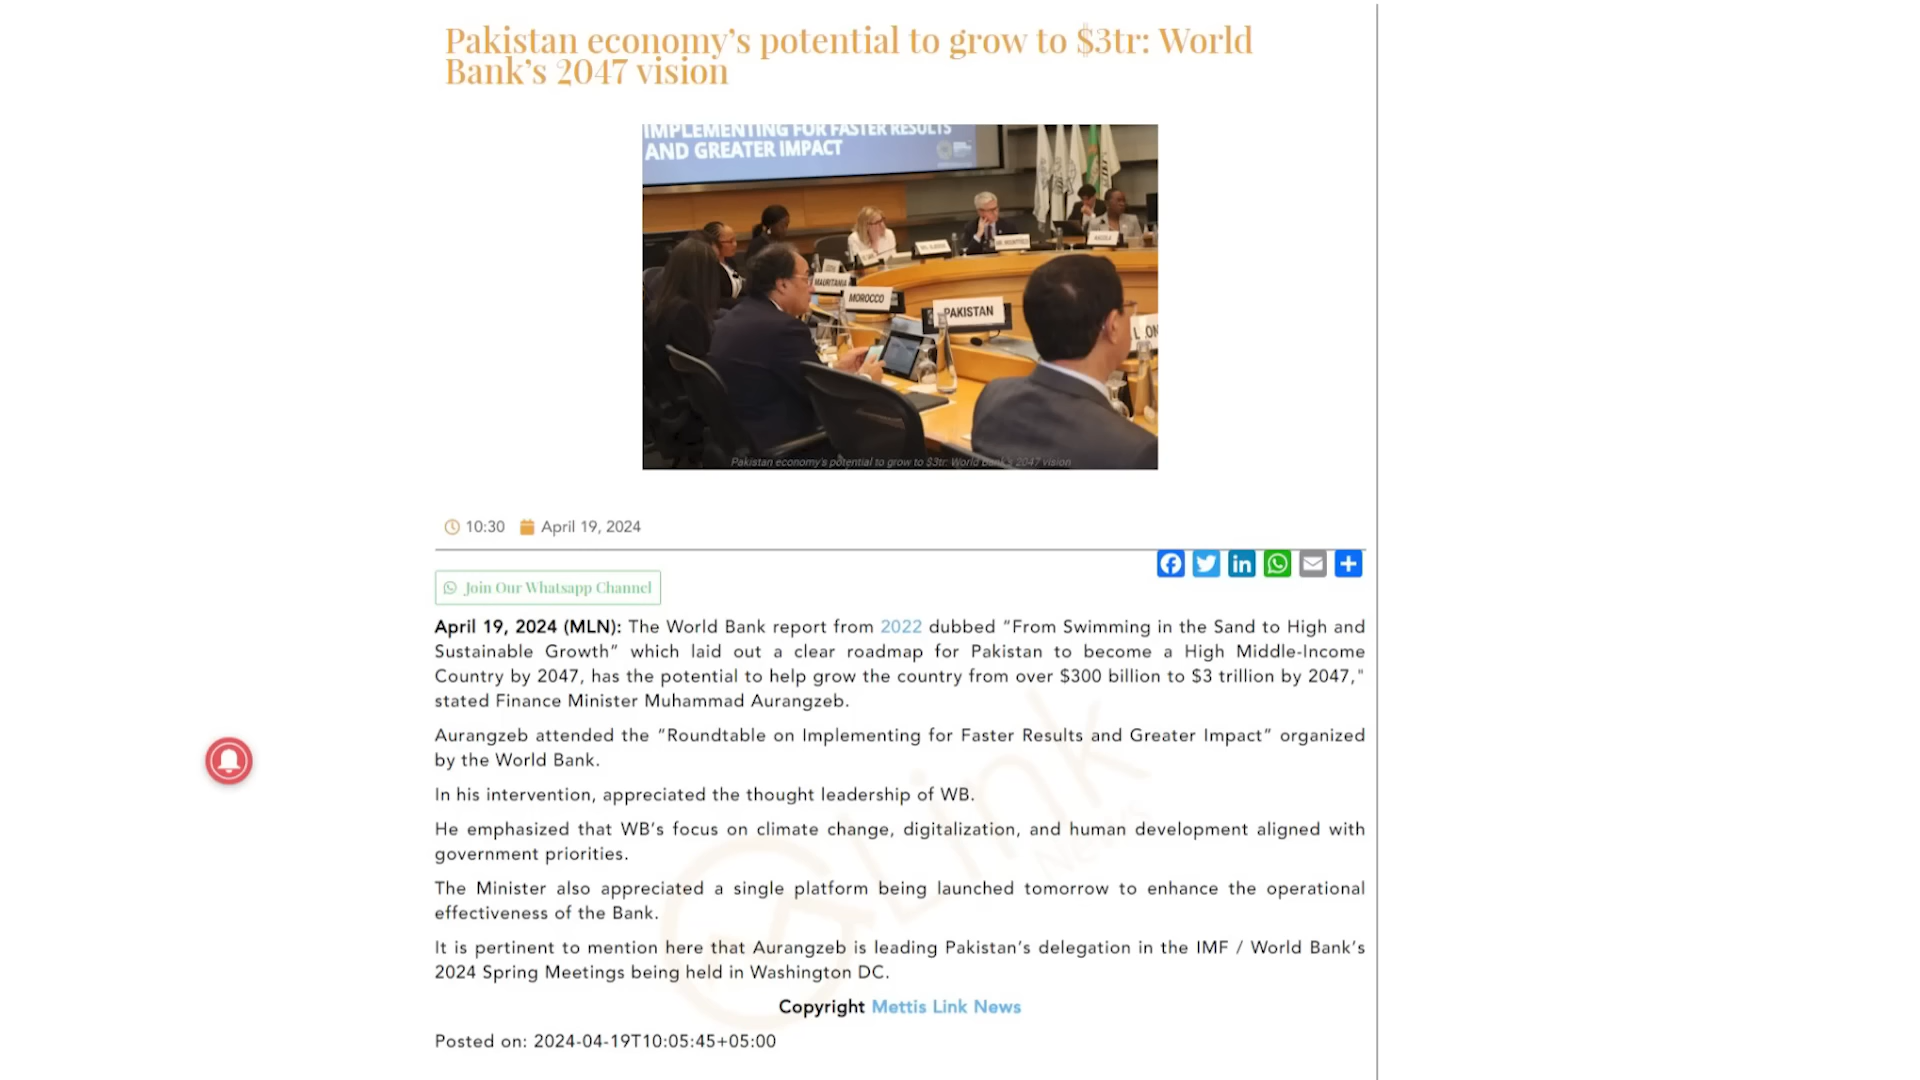 Pakistan economy’s potential to grow to $3tr: World
Bank’s 2047 vision
IMPLEMENTING FOR FASTER RESULTS
AND GREATER IMPACT
MAURITANIA
MOROCCO
PAKISTAN
ANGOLA
Pakistan economy's potential to grow to $3tr: World Bank's 2047 vision
10:30 April 19, 2024
Join Our Whatsapp Channel
April 19, 2024 (MLN): The World Bank report from 2022 dubbed “From Swimming in the Sand to High and
Sustainable Growth” which laid out a clear roadmap for Pakistan to become a High Middle-Income
Country by 2047, has the potential to help grow the country from over $300 billion to $3 trillion by 2047,"
stated Finance Minister Muhammad Aurangzeb.
Aurangzeb attended the “Roundtable on Implementing for Faster Results and Greater Impact” organized
by the World Bank.
In his intervention, appreciated the thought leadership of WB.
He emphasized that WB’s focus on climate change, digitalization, and human development aligned with
government priorities.
The Minister also appreciated a single platform being launched tomorrow to enhance the operational
effectiveness of the Bank.
It is pertinent to mention here that Aurangzeb is leading Pakistan’s delegation in the IMF / World Bank’s
2024 Spring Meetings being held in Washington DC.
Copyright Mettis Link News
Posted on: 2024-04-19T10:05:45+05:00
Link
News